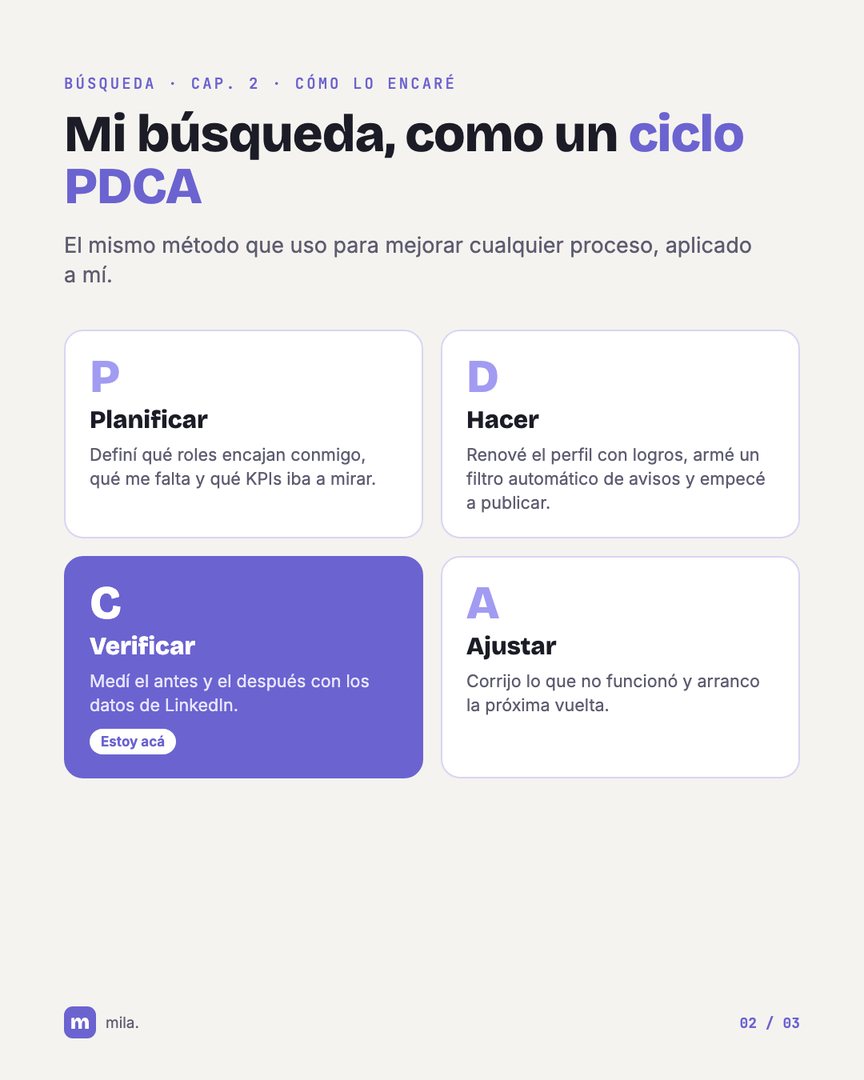 BÚSQUEDA · CAP. 2 · CÓMO LO ENCARÉ
Mi búsqueda, como un ciclo
PDCA
El mismo método que uso para mejorar cualquier proceso, aplicado
a mí.
P
Planificar
Definí qué roles encajan conmigo,
qué me falta y qué KPIs iba a mirar.
D
Hacer
Renové el perfil con logros, armé un
filtro automático de avisos y empecé
a publicar.
C
Verificar
Medí el antes y el después con los
datos de LinkedIn.
Estoy acá
A
Ajustar
Corrijo lo que no funcionó y arranco
la próxima vuelta.
m
mila.
02 / 03